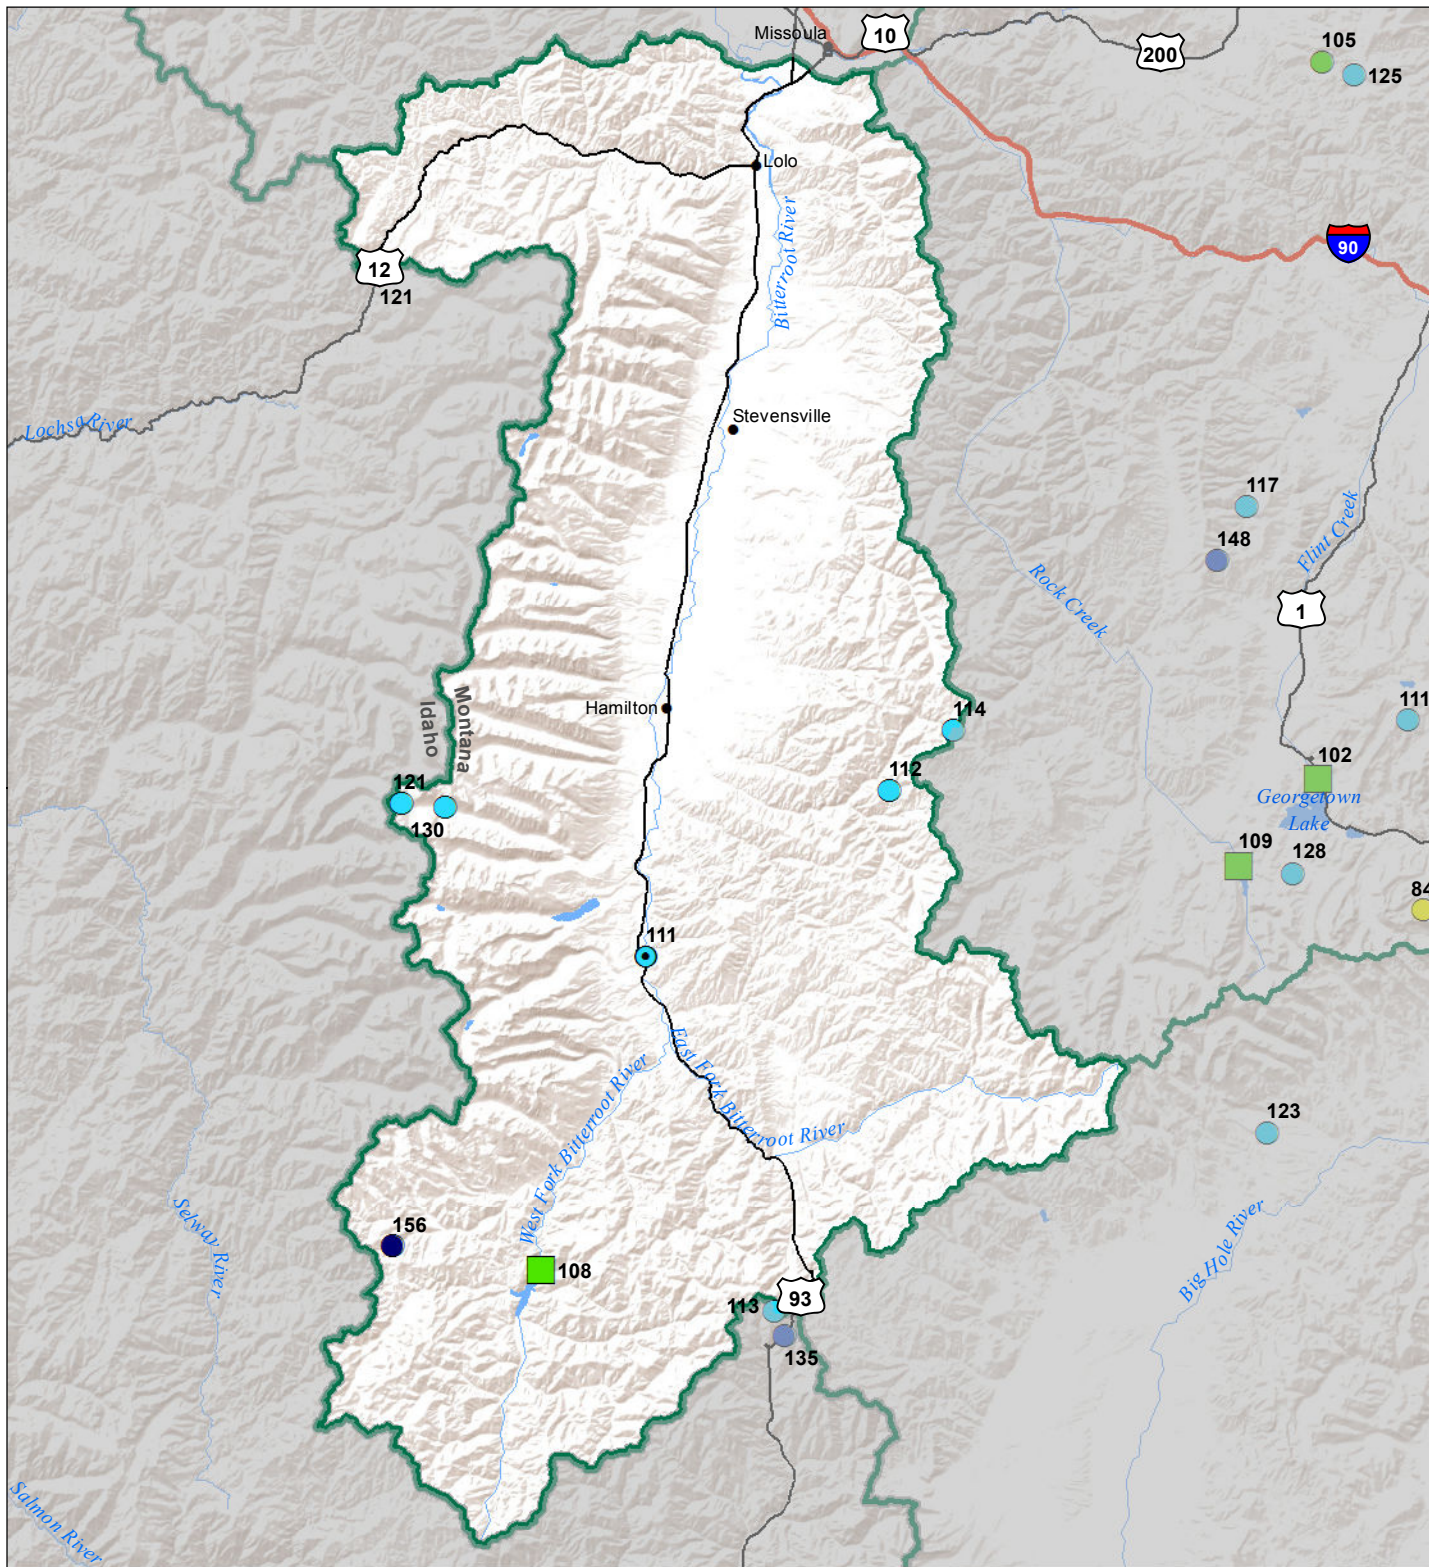 Missoula
10
200
105
125
Lolo
90
12
121
Bitterroot River
Lochsa River
Stevensville
117
148
Flint Creek
Rock Creek
1
Montana
Idaho
Hamilton
114
111
112
102
121
130
Georgetown
Lake
109
128
84
111
East Fork Bitterroot River
West Fork Bitterroot River
123
Selway River
156
108
Big Hole River
113
93
135
Salmon River